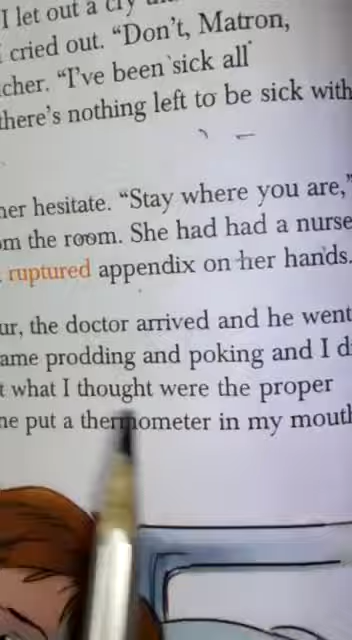 I let out a cry
cried out. "Don't, Matron,
cher. "I've been sick all
there's nothing left to be sick with
her hesitate. "Stay where you are,"
om the room. She had had a nurse
ruptured appendix on her hands.
ur, the doctor arrived and he went
ame prodding and poking and I d
t what I thought were the proper
he put a thermometer in my mouth